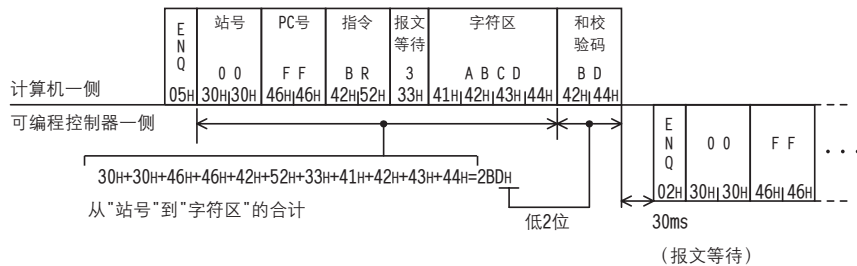 站号 PC号 指令 报文等待 字符区 和校验码
ENQ 0 0 F F B R 3 A B C D B D
计算机一侧 05H 30H 30H 46H 46H 42H 52H 33H 41H 42H 43H 44H 42H 44H
可编程控制器一侧
ENQ 0 0 F F ...
02H 30H 30H 46H 46H
30H+30H+46H+46H+42H+52H+33H+41H+42H+43H+44H=2BDH
从"站号"到"字符区"的合计
低2位
30ms
(报文等待)